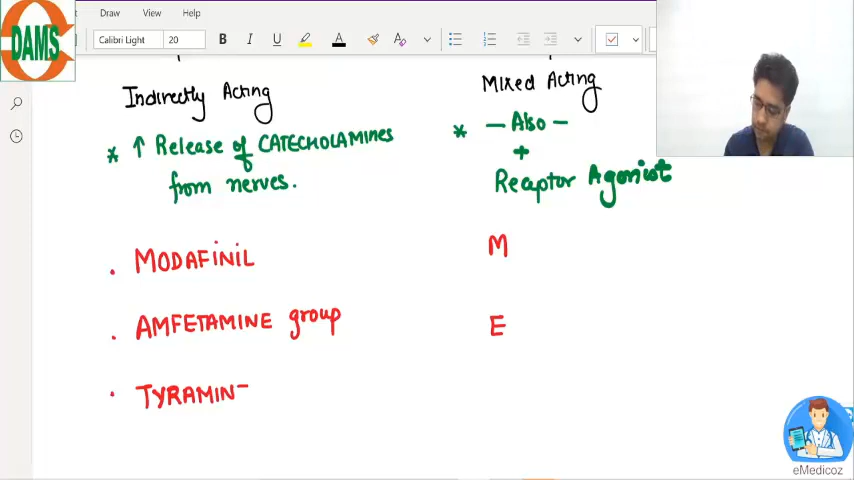 DAMS
Draw View Help
Calibri Light 20 B I U A
Indirectly Acting
* ↑ Release of CATECHOLAMINES
from nerves.
. MODAFINIL
. AMFETAMINE group
. TYRAMIN
Mixed Acting
* — Also —
+
Reaptor Agonist
M
E
eMedicoz